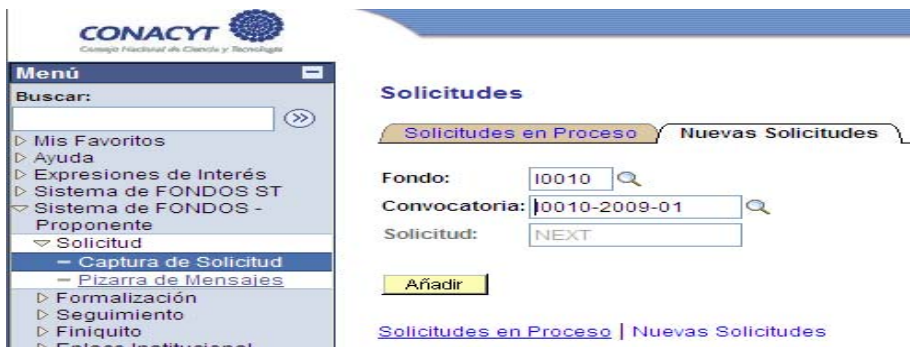 CONACYT
Consejo Nacional de Ciencia y Tecnología
Menú
Buscar:
Mis Favoritos
Ayuda
Expresiones de Interés
Sistema de FONDOS ST
Sistema de FONDOS -
Proponente
Solicitud
Captura de Solicitud
Pizarra de Mensajes
Formalización
Seguimiento
Finiquito
Enlace Institucional
Solicitudes
Solicitudes en Proceso Nuevas Solicitudes
Fondo: I0010
Convocatoria: I0010-2009-01
Solicitud: NEXT
Añadir
Solicitudes en Proceso | Nuevas Solicitudes